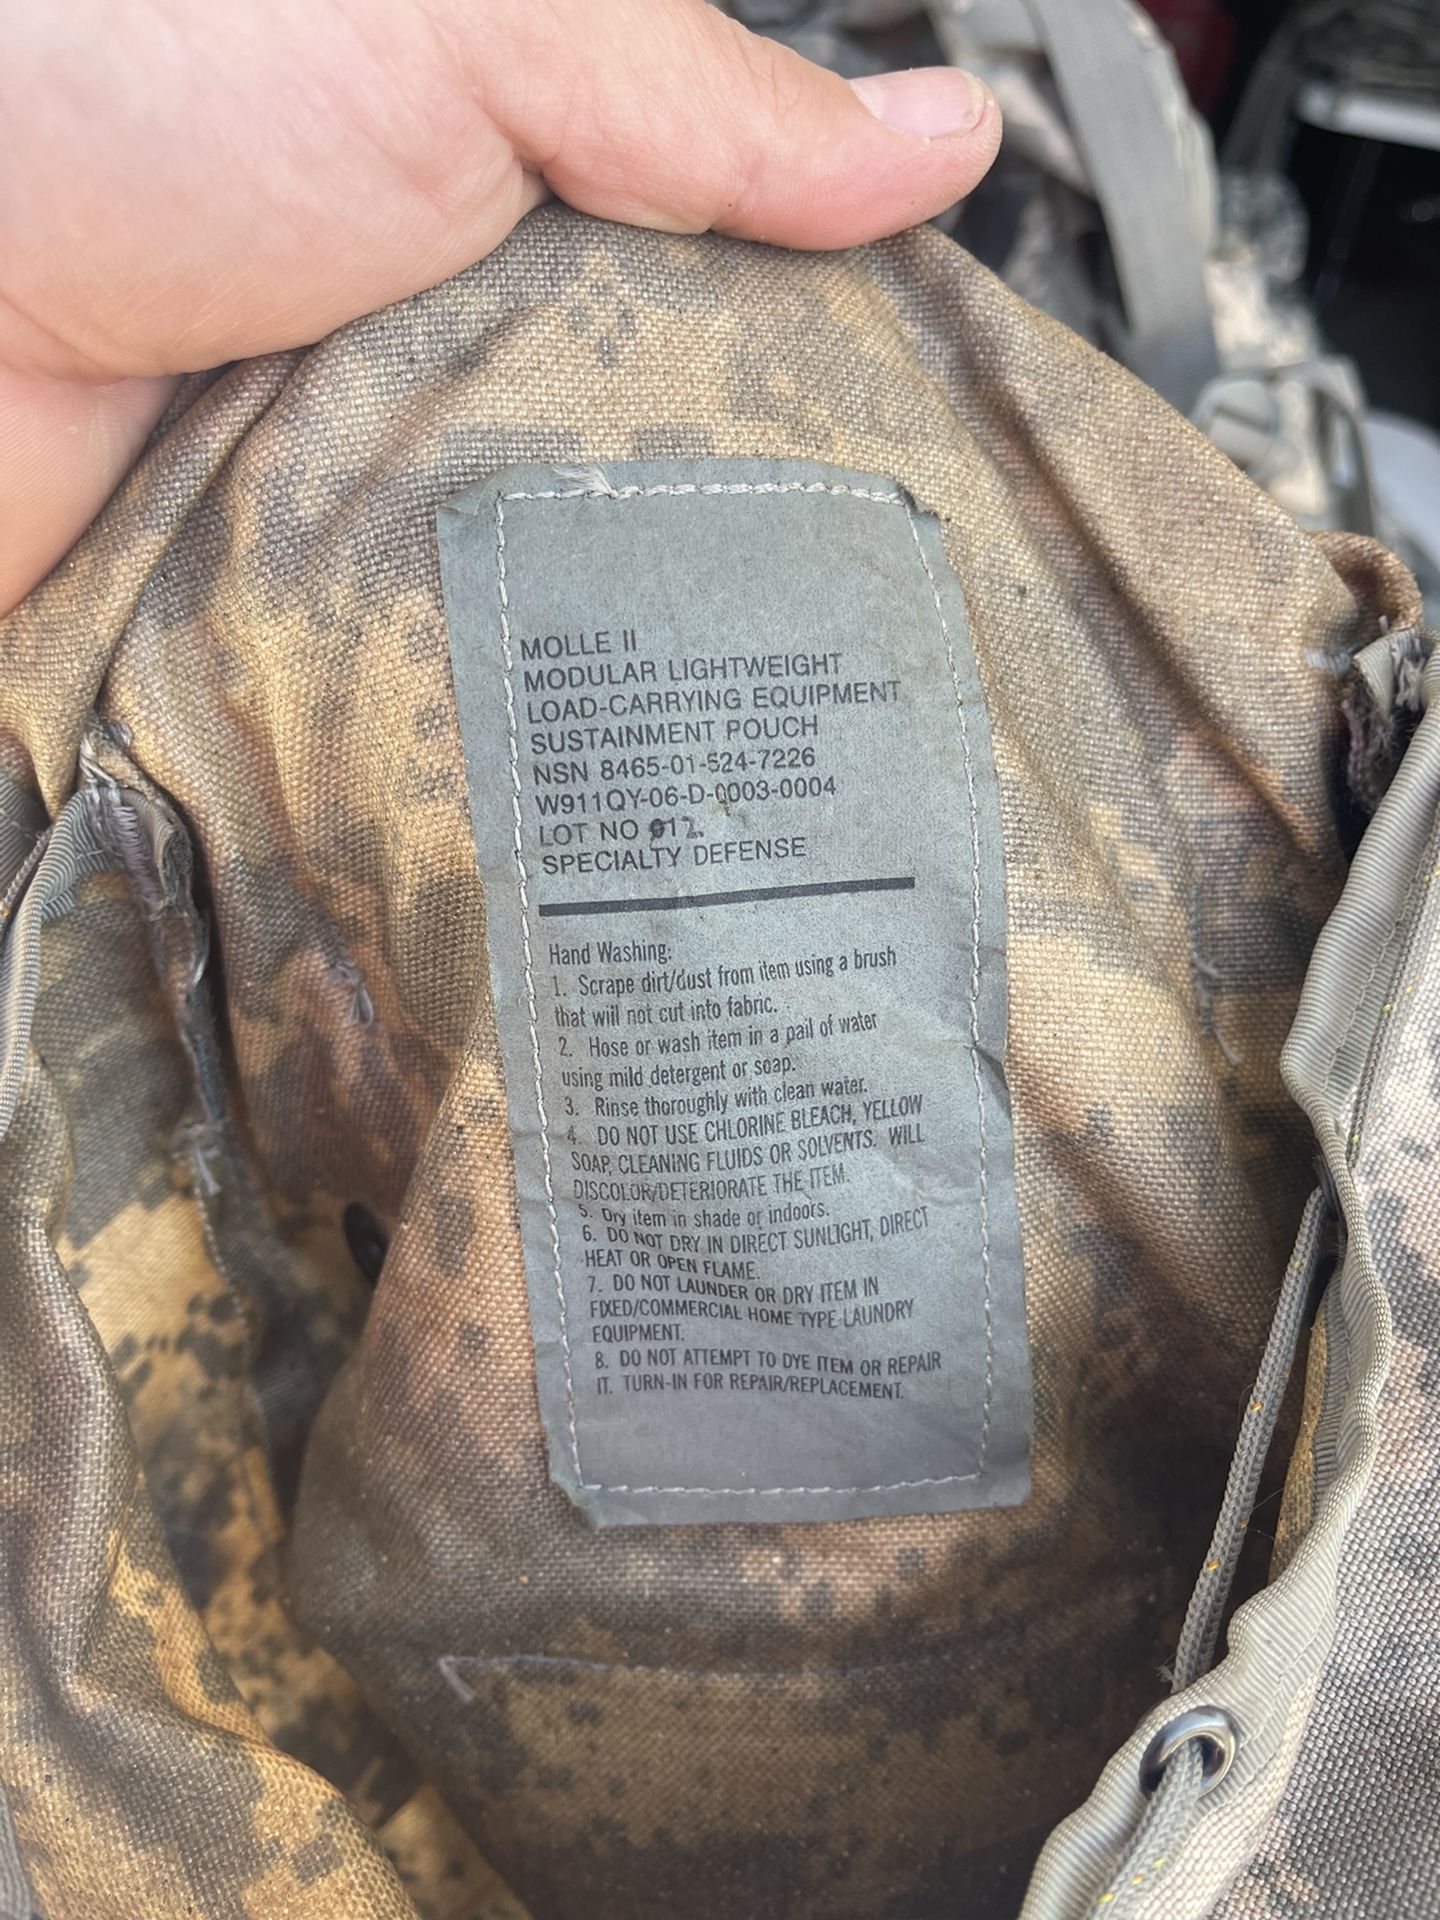 MOLLE II
MODULAR LIGHTWEIGHT
LOAD-CARRYING EQUIPMENT
SUSTAINMENT POUCH
NSN 8465-01-524-7226
W911QY-06-D-0003-0004
LOT NO 012
SPECIALTY DEFENSE
Hand Washing:
1. Scrape dirt/dust from item using a brush
that will not cut into fabric.
2. Hose or wash item in a pail of water
using mild detergent or soap.
3. Rinse thoroughly with clean water.
4. DO NOT USE CHLORINE BLEACH, YELLOW
SOAP, CLEANING FLUIDS OR SOLVENTS. WILL
DISCOLOR/DETERIORATE THE ITEM.
5. Dry item in shade or indoors.
6. DO NOT DRY IN DIRECT SUNLIGHT, DIRECT
HEAT OR OPEN FLAME.
7. DO NOT LAUNDER OR DRY ITEM IN
FIXED/COMMERCIAL HOME TYPE LAUNDRY
EQUIPMENT.
8. DO NOT ATTEMPT TO DYE ITEM OR REPAIR
IT. TURN-IN FOR REPAIR/REPLACEMENT.